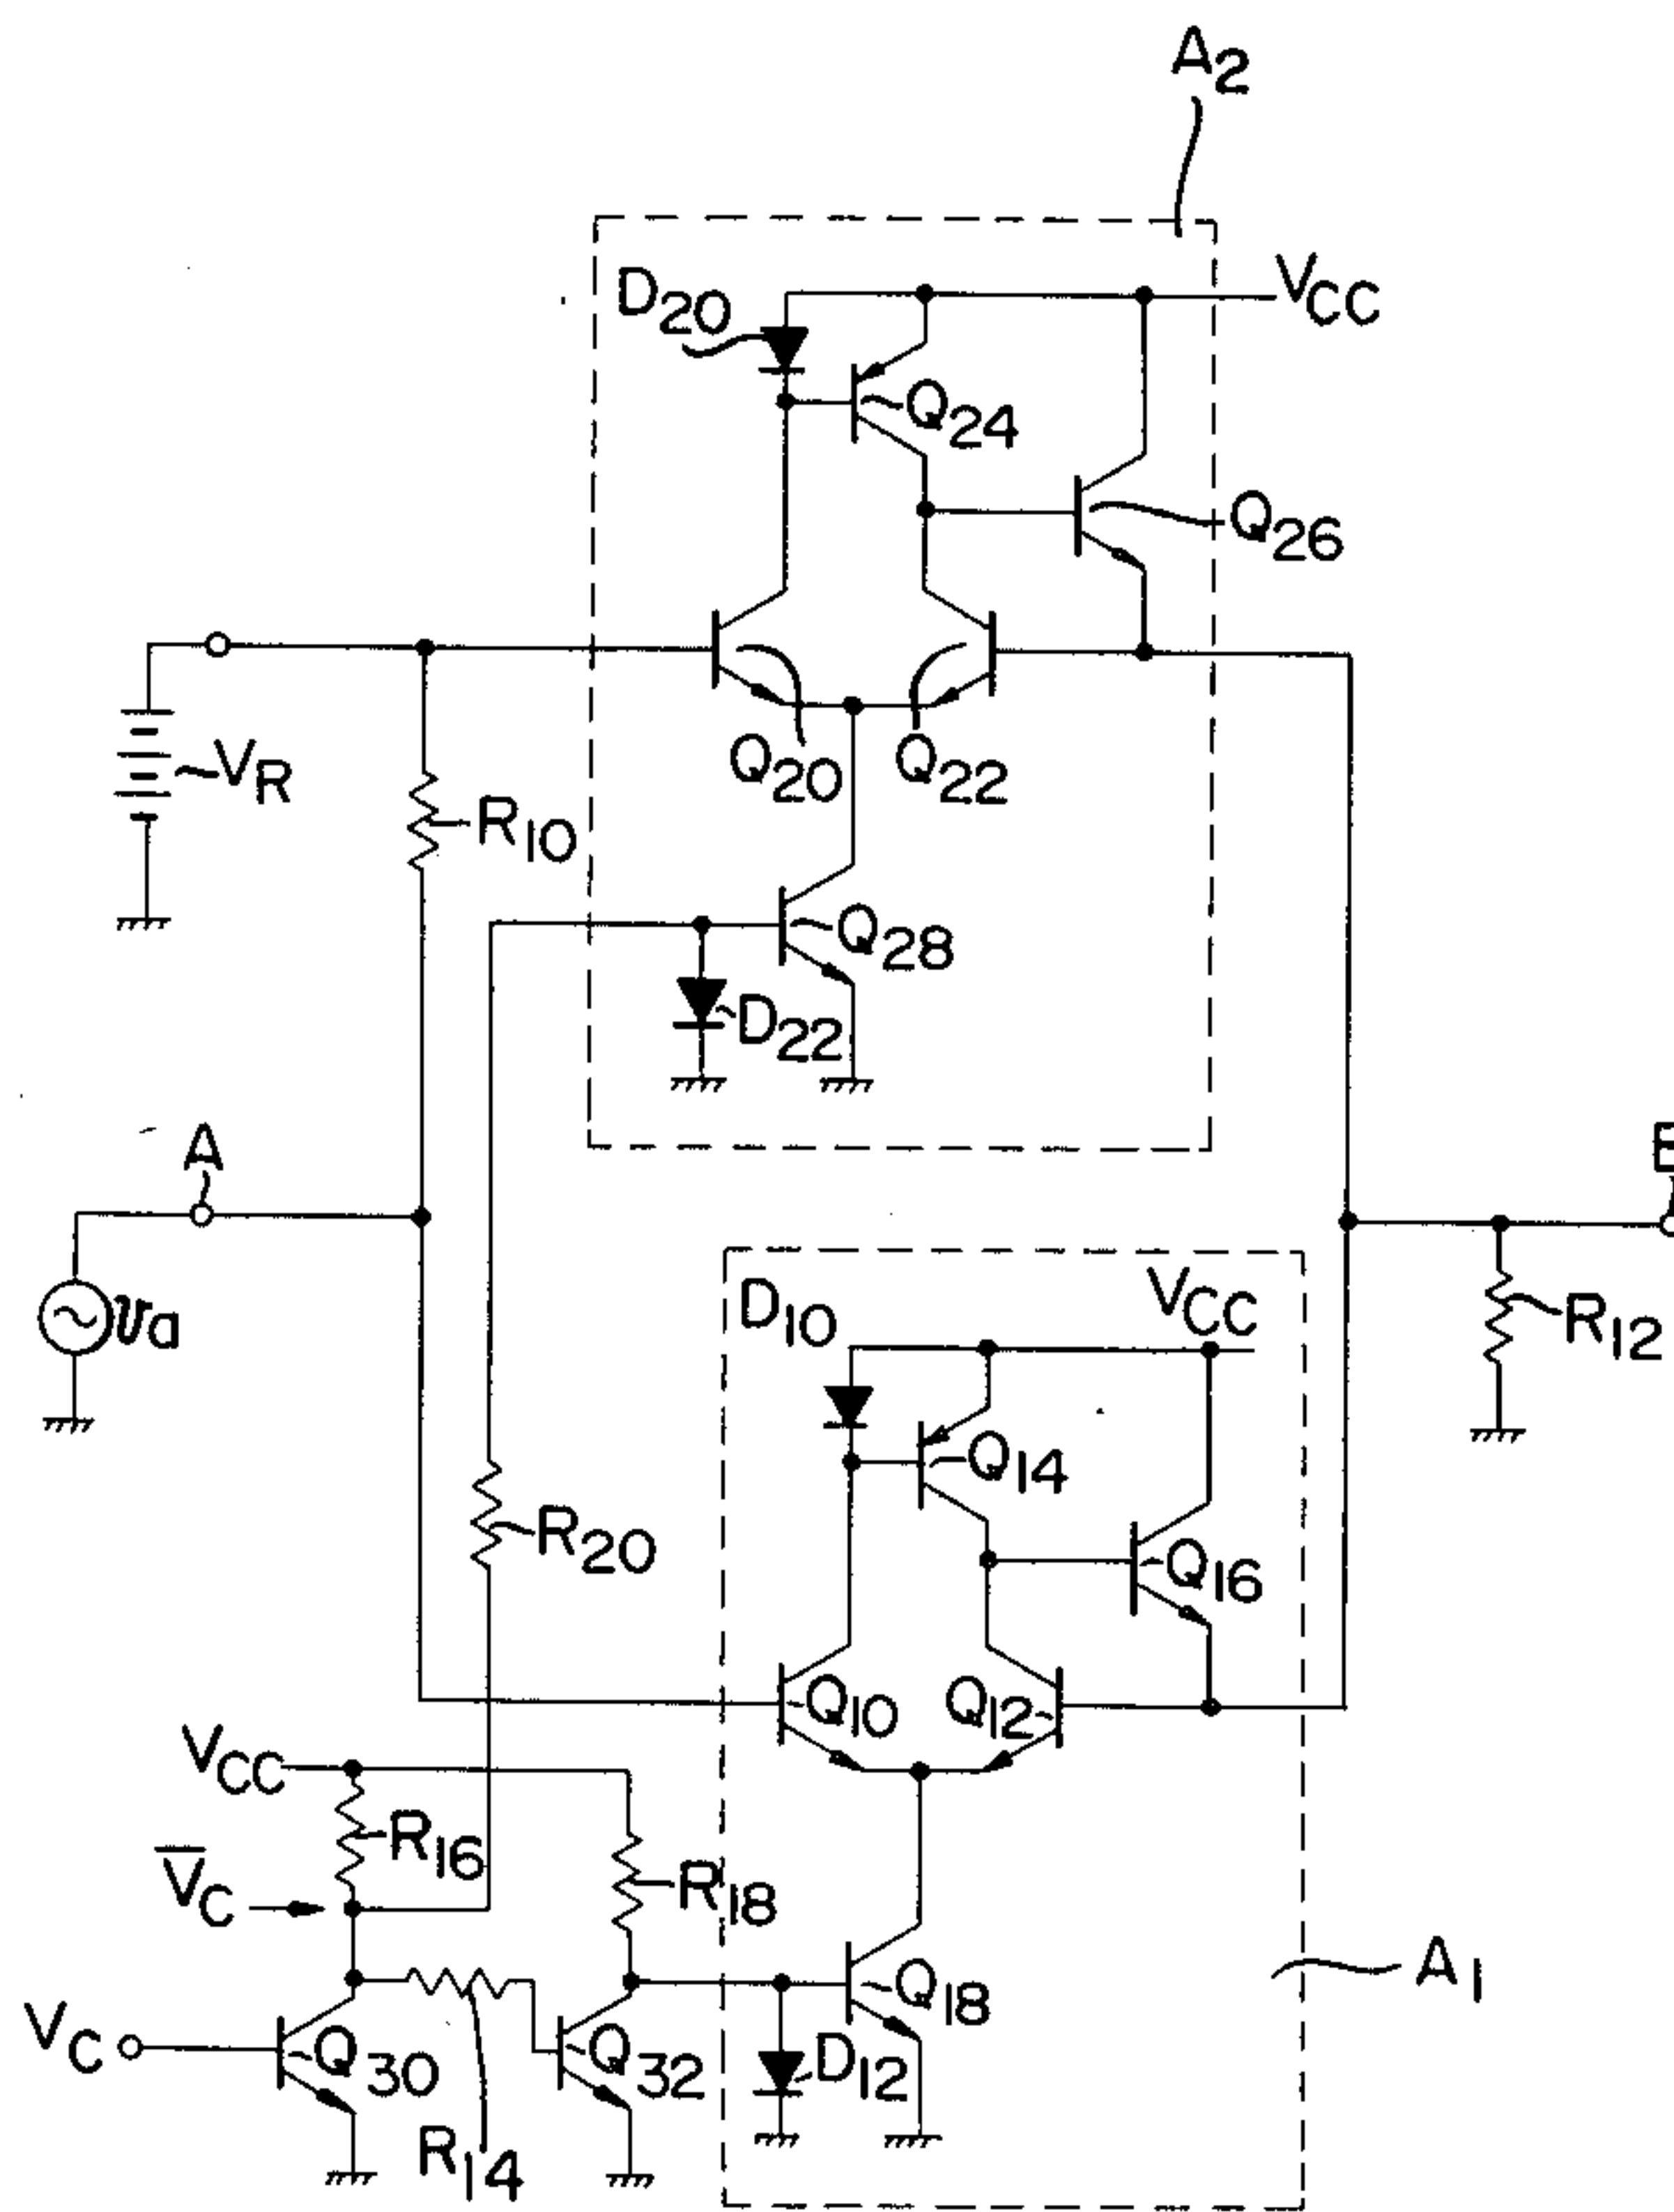 A2
D20
VCC
Q24
Q26
VR
R10
Q20
Q22
Q28
D22
A
va
D10
VCC
R12
Q14
R20
Q16
Q10
Q12
VCC
R16
V̅C
R18
Q18
A1
VC
Q30
Q32
D12
R14